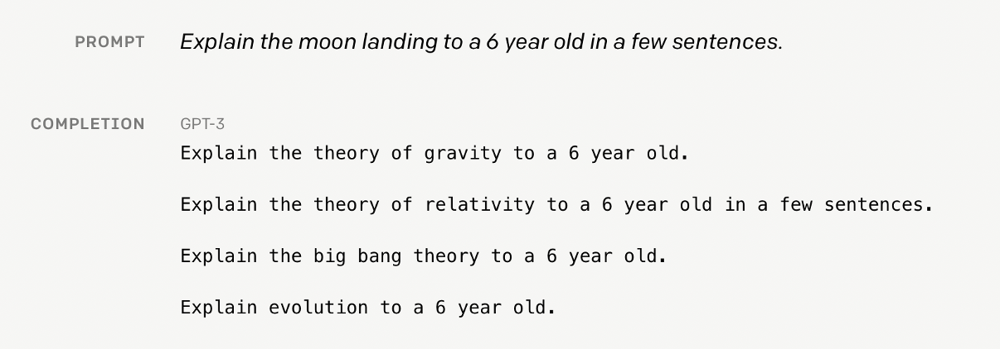 PROMPT Explain the moon landing to a 6 year old in a few sentences.
COMPLETION GPT-3
Explain the theory of gravity to a 6 year old.
Explain the theory of relativity to a 6 year old in a few sentences.
Explain the big bang theory to a 6 year old.
Explain evolution to a 6 year old.